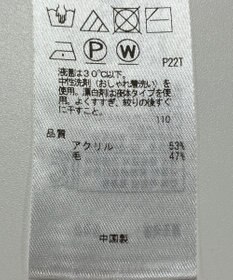 P W P22T
液温は30℃以下。
中性洗剤（おしゃれ着洗い）を
使用。漂白剤は液体タイプを使
用。よくすすぎ、絞りの後すぐ
に干すこと。
110
品質
アクリル 53%
毛 47%
中国製